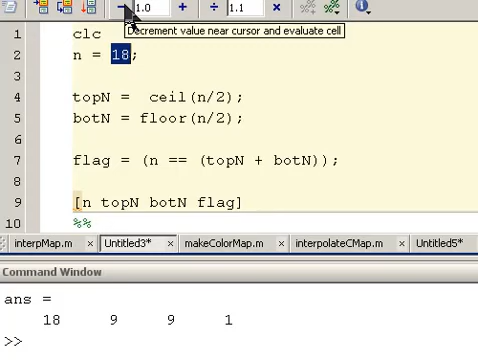 1.0 + ÷ 1.1 ×
Decrement value near cursor and evaluate cell
1 clc
2 n = 18;
3
4 topN = ceil(n/2);
5 botN = floor(n/2);
6
7 flag = (n == (topN + botN));
8
9 [n topN botN flag]
10 %%
interpMap.m × Untitled3* × makeColorMap.m × interpolateCMap.m × Untitled5*
Command Window
ans =
18 9 9 1
>>